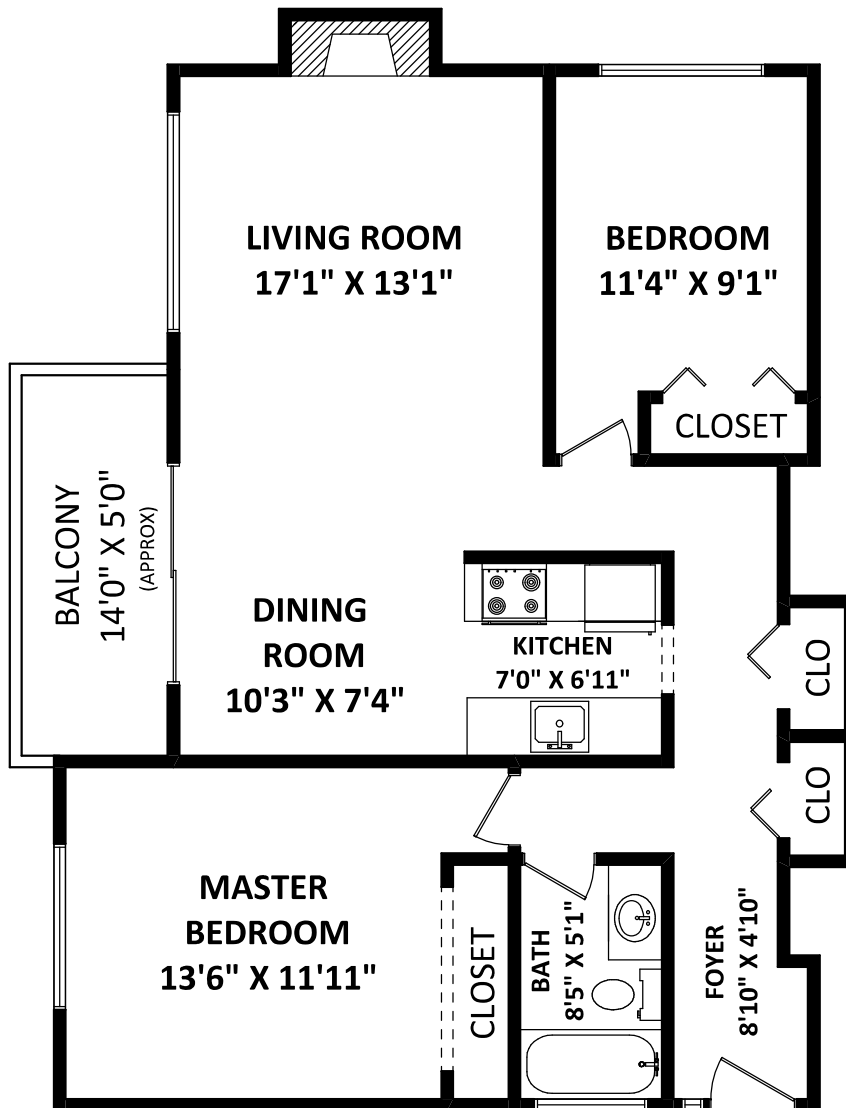 LIVING ROOM
17'1" X 13'1"
BEDROOM
11'4" X 9'1"
CLOSET
BALCONY
14'0" X 5'0"
(APPROX)
DINING
ROOM
10'3" X 7'4"
KITCHEN
7'0" X 6'11"
CLO
CLO
MASTER
BEDROOM
13'6" X 11'11"
CLOSET
BATH
8'5" X 5'1"
FOYER
8'10" X 4'10"